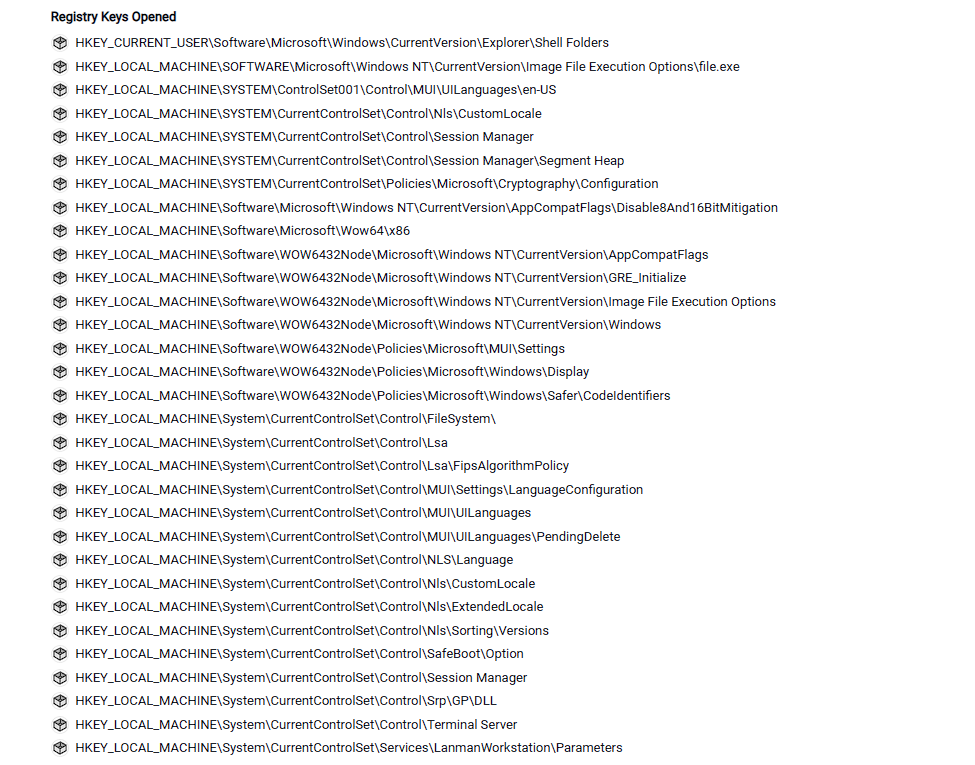 Registry Keys Opened
HKEY_CURRENT_USER\Software\Microsoft\Windows\CurrentVersion\Explorer\Shell Folders
HKEY_LOCAL_MACHINE\SOFTWARE\Microsoft\Windows NT\CurrentVersion\Image File Execution Options\file.exe
HKEY_LOCAL_MACHINE\SYSTEM\ControlSet001\Control\MUI\UILanguages\en-US
HKEY_LOCAL_MACHINE\SYSTEM\CurrentControlSet\Control\Nls\CustomLocale
HKEY_LOCAL_MACHINE\SYSTEM\CurrentControlSet\Control\Session Manager
HKEY_LOCAL_MACHINE\SYSTEM\CurrentControlSet\Control\Session Manager\Segment Heap
HKEY_LOCAL_MACHINE\SYSTEM\CurrentControlSet\Policies\Microsoft\Cryptography\Configuration
HKEY_LOCAL_MACHINE\Software\Microsoft\Windows NT\CurrentVersion\AppCompatFlags\Disable8And16BitMitigation
HKEY_LOCAL_MACHINE\Software\Microsoft\Wow64\x86
HKEY_LOCAL_MACHINE\Software\WOW6432Node\Microsoft\Windows NT\CurrentVersion\AppCompatFlags
HKEY_LOCAL_MACHINE\Software\WOW6432Node\Microsoft\Windows NT\CurrentVersion\GRE_Initialize
HKEY_LOCAL_MACHINE\Software\WOW6432Node\Microsoft\Windows NT\CurrentVersion\Image File Execution Options
HKEY_LOCAL_MACHINE\Software\WOW6432Node\Microsoft\Windows NT\CurrentVersion\Windows
HKEY_LOCAL_MACHINE\Software\WOW6432Node\Policies\Microsoft\MUI\Settings
HKEY_LOCAL_MACHINE\Software\WOW6432Node\Policies\Microsoft\Windows\Display
HKEY_LOCAL_MACHINE\Software\WOW6432Node\Policies\Microsoft\Windows\Safer\CodeIdentifiers
HKEY_LOCAL_MACHINE\System\CurrentControlSet\Control\FileSystem\
HKEY_LOCAL_MACHINE\System\CurrentControlSet\Control\Lsa
HKEY_LOCAL_MACHINE\System\CurrentControlSet\Control\Lsa\FipsAlgorithmPolicy
HKEY_LOCAL_MACHINE\System\CurrentControlSet\Control\MUI\Settings\LanguageConfiguration
HKEY_LOCAL_MACHINE\System\CurrentControlSet\Control\MUI\UILanguages
HKEY_LOCAL_MACHINE\System\CurrentControlSet\Control\MUI\UILanguages\PendingDelete
HKEY_LOCAL_MACHINE\System\CurrentControlSet\Control\NLS\Language
HKEY_LOCAL_MACHINE\System\CurrentControlSet\Control\Nls\CustomLocale
HKEY_LOCAL_MACHINE\System\CurrentControlSet\Control\Nls\ExtendedLocale
HKEY_LOCAL_MACHINE\System\CurrentControlSet\Control\Nls\Sorting\Versions
HKEY_LOCAL_MACHINE\System\CurrentControlSet\Control\SafeBoot\Option
HKEY_LOCAL_MACHINE\System\CurrentControlSet\Control\Session Manager
HKEY_LOCAL_MACHINE\System\CurrentControlSet\Control\Srp\GP\DLL
HKEY_LOCAL_MACHINE\System\CurrentControlSet\Control\Terminal Server
HKEY_LOCAL_MACHINE\System\CurrentControlSet\Services\LanmanWorkstation\Parameters